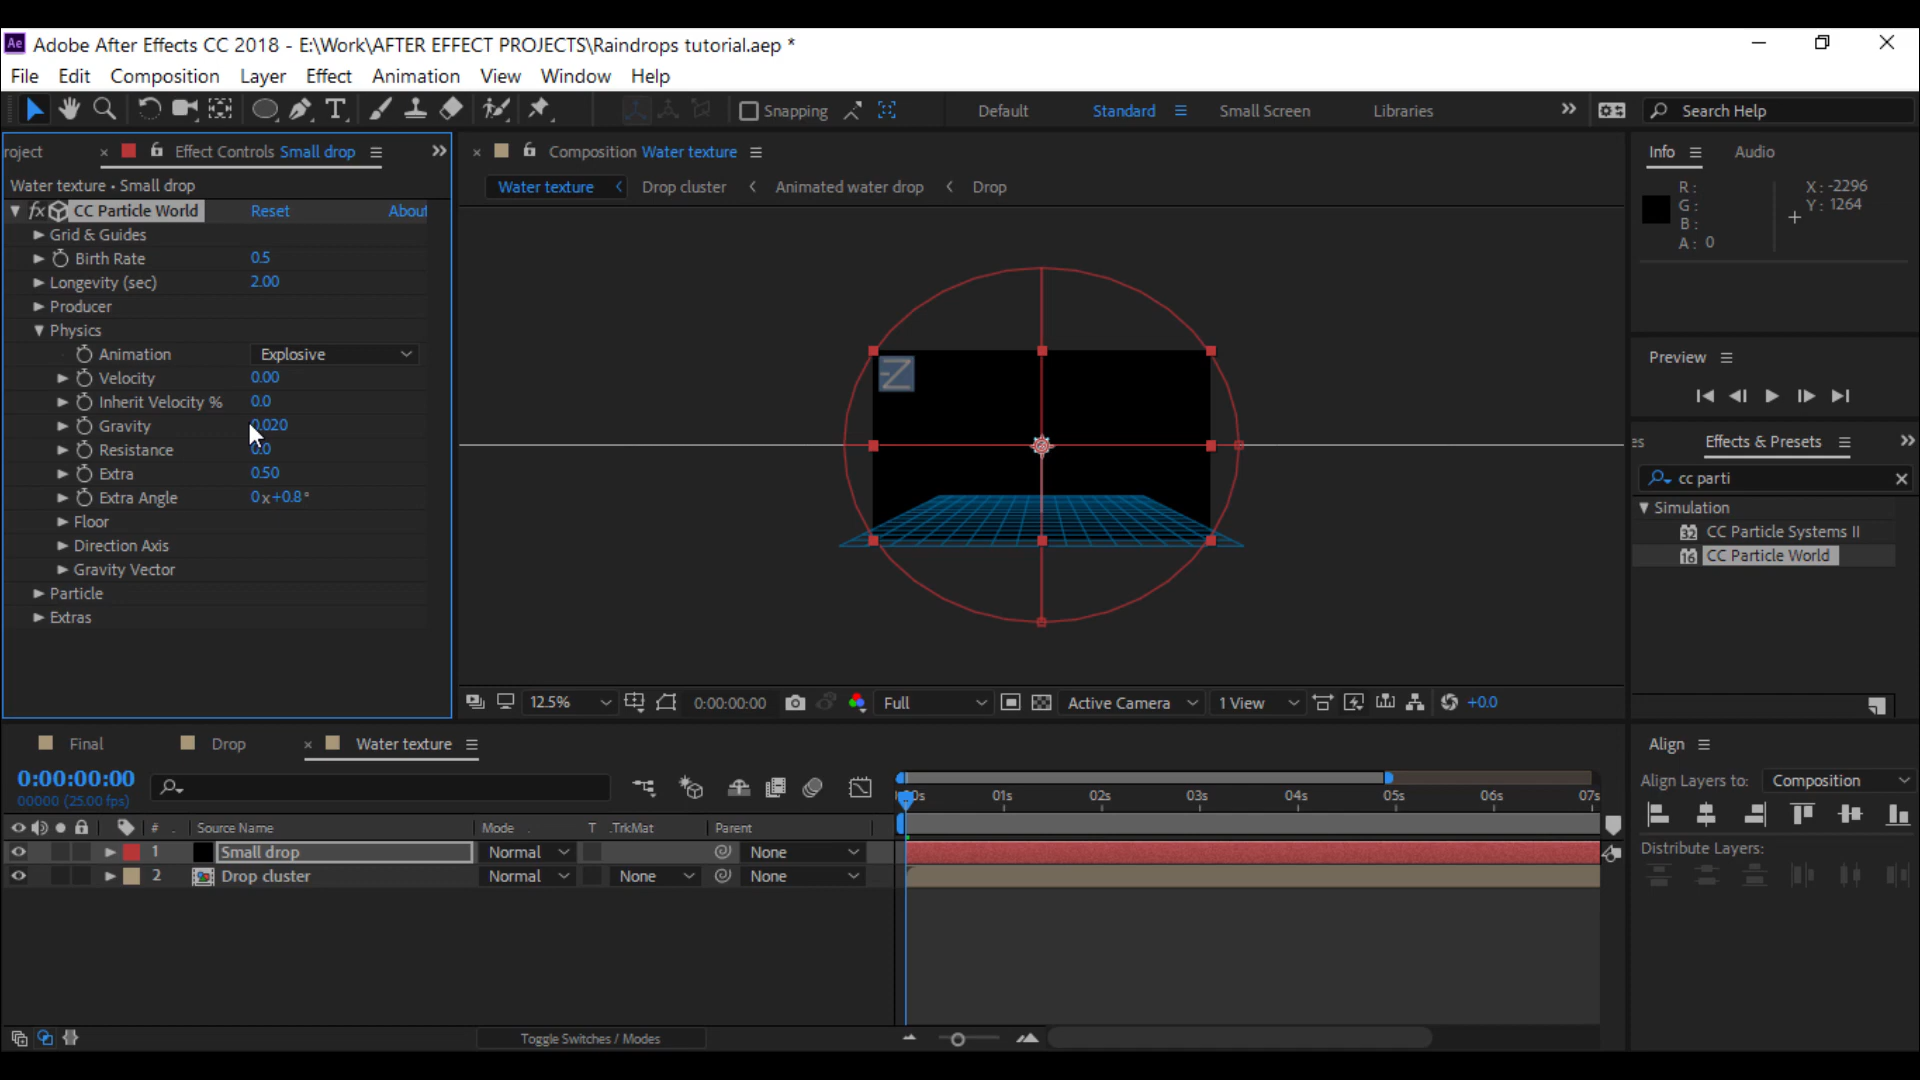 Ae Adobe After Effects CC 2018 - E:\Work\AFTER EFFECT PROJECTS\Raindrops tutorial.aep *
File Edit Composition Layer Effect Animation View Window Help
Snapping Default Standard Small Screen Libraries Search Help
roject Effect Controls Small drop
Water texture • Small drop
fx CC Particle World Reset About
Grid & Guides
Birth Rate 0.5
Longevity (sec) 2.00
Producer
Physics
Animation Explosive
Velocity 0.00
Inherit Velocity % 0.0
Gravity 0.020
Resistance 0.0
Extra 0.50
Extra Angle 0x+0.8°
Floor
Direction Axis
Gravity Vector
Particle
Extras
Composition Water texture
Water texture Drop cluster Animated water drop Drop
-Z
12.5% 0:00:00:00 Full Active Camera 1 View +0.0
Info Audio
R: X: -2296
G: Y: 1264
B:
A: 0
Preview
es Effects & Presets
cc parti
Simulation
32 CC Particle Systems II
16 CC Particle World
Final Drop Water texture
0:00:00:00
00000 (25.00 fps)
00s 01s 02s 03s 04s 05s 06s 07s
# Source Name Mode T .TrkMat Parent
1 Small drop Normal None
2 Drop cluster Normal None None
Toggle Switches / Modes
Align
Align Layers to: Composition
Distribute Layers: